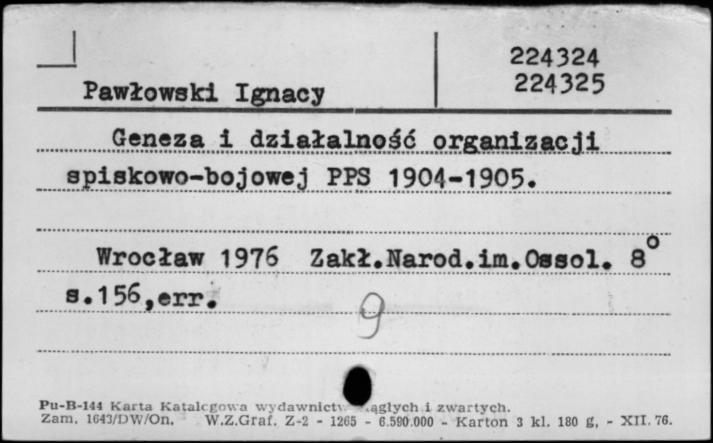 224324
Pawłowski Ignacy 224325
Geneza i działalność organizacji
spiskowo-bojowej PPS 1904-1905.
Wrocław 1976 Zakł.Narod.im.Ossol. 8°
s.156,err.
9
Pu-B-144 Karta Katalogowa wydawnictw ągłych i zwartych.
Zam. 1643/DW/On. W.Z.Graf. Z-2 - 1265 - 6.590.000 - Karton 3 kl. 180 g, - XII. 76.